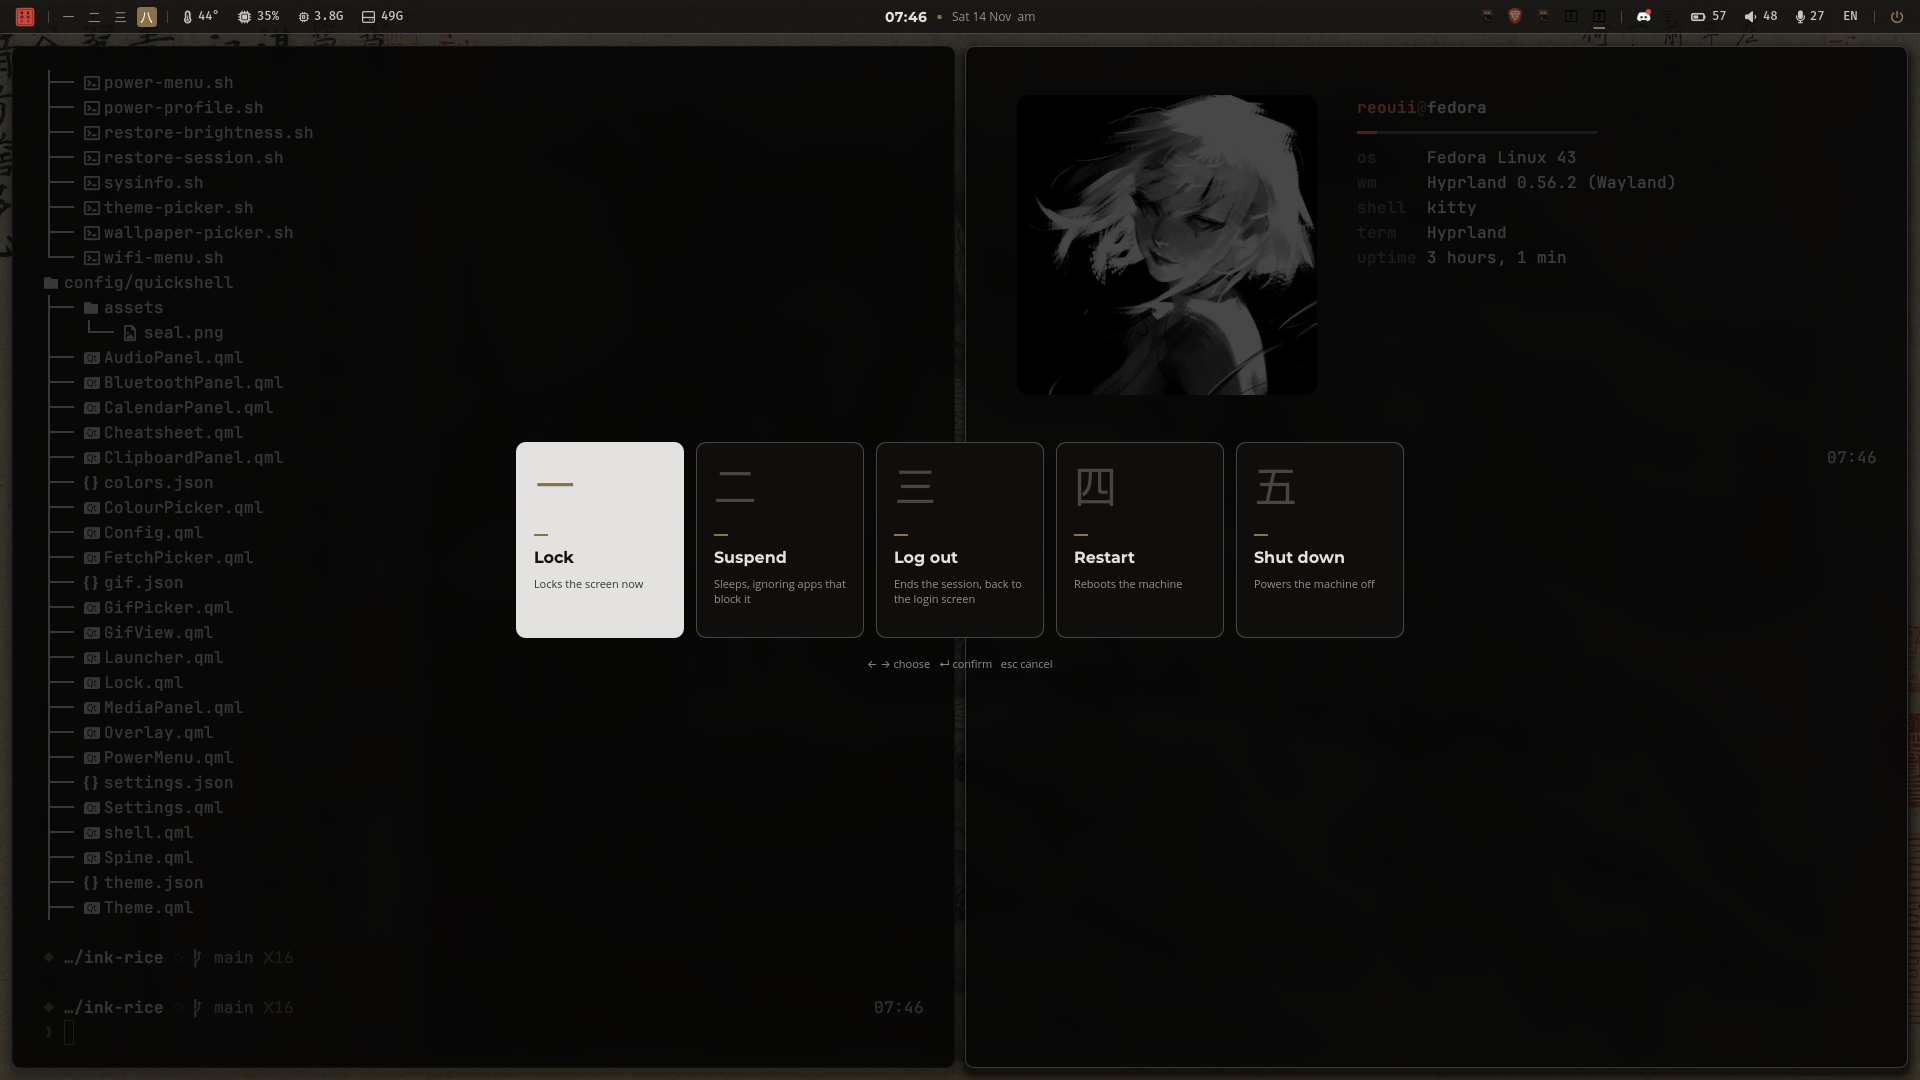 一 二 三 八 44° 35% 3.8G 49G
07:46 Sat 14 Nov am
57 48 27 EN
power-menu.sh
power-profile.sh
restore-brightness.sh
restore-session.sh
sysinfo.sh
theme-picker.sh
wallpaper-picker.sh
wifi-menu.sh
config/quickshell
assets
seal.png
AudioPanel.qml
BluetoothPanel.qml
CalendarPanel.qml
Cheatsheet.qml
ClipboardPanel.qml
{} colors.json
ColourPicker.qml
Config.qml
FetchPicker.qml
{} gif.json
GifPicker.qml
GifView.qml
Launcher.qml
Lock.qml
MediaPanel.qml
Overlay.qml
PowerMenu.qml
{} settings.json
Settings.qml
shell.qml
Spine.qml
{} theme.json
Theme.qml
…/ink-rice main X16
…/ink-rice main X16 07:46
❯
reouii@fedora
os Fedora Linux 43
wm Hyprland 0.56.2 (Wayland)
shell kitty
term Hyprland
uptime 3 hours, 1 min
07:46
一
Lock
Locks the screen now
二
Suspend
Sleeps, ignoring apps that
block it
三
Log out
Ends the session, back to
the login screen
四
Restart
Reboots the machine
五
Shut down
Powers the machine off
← → choose ↵ confirm esc cancel